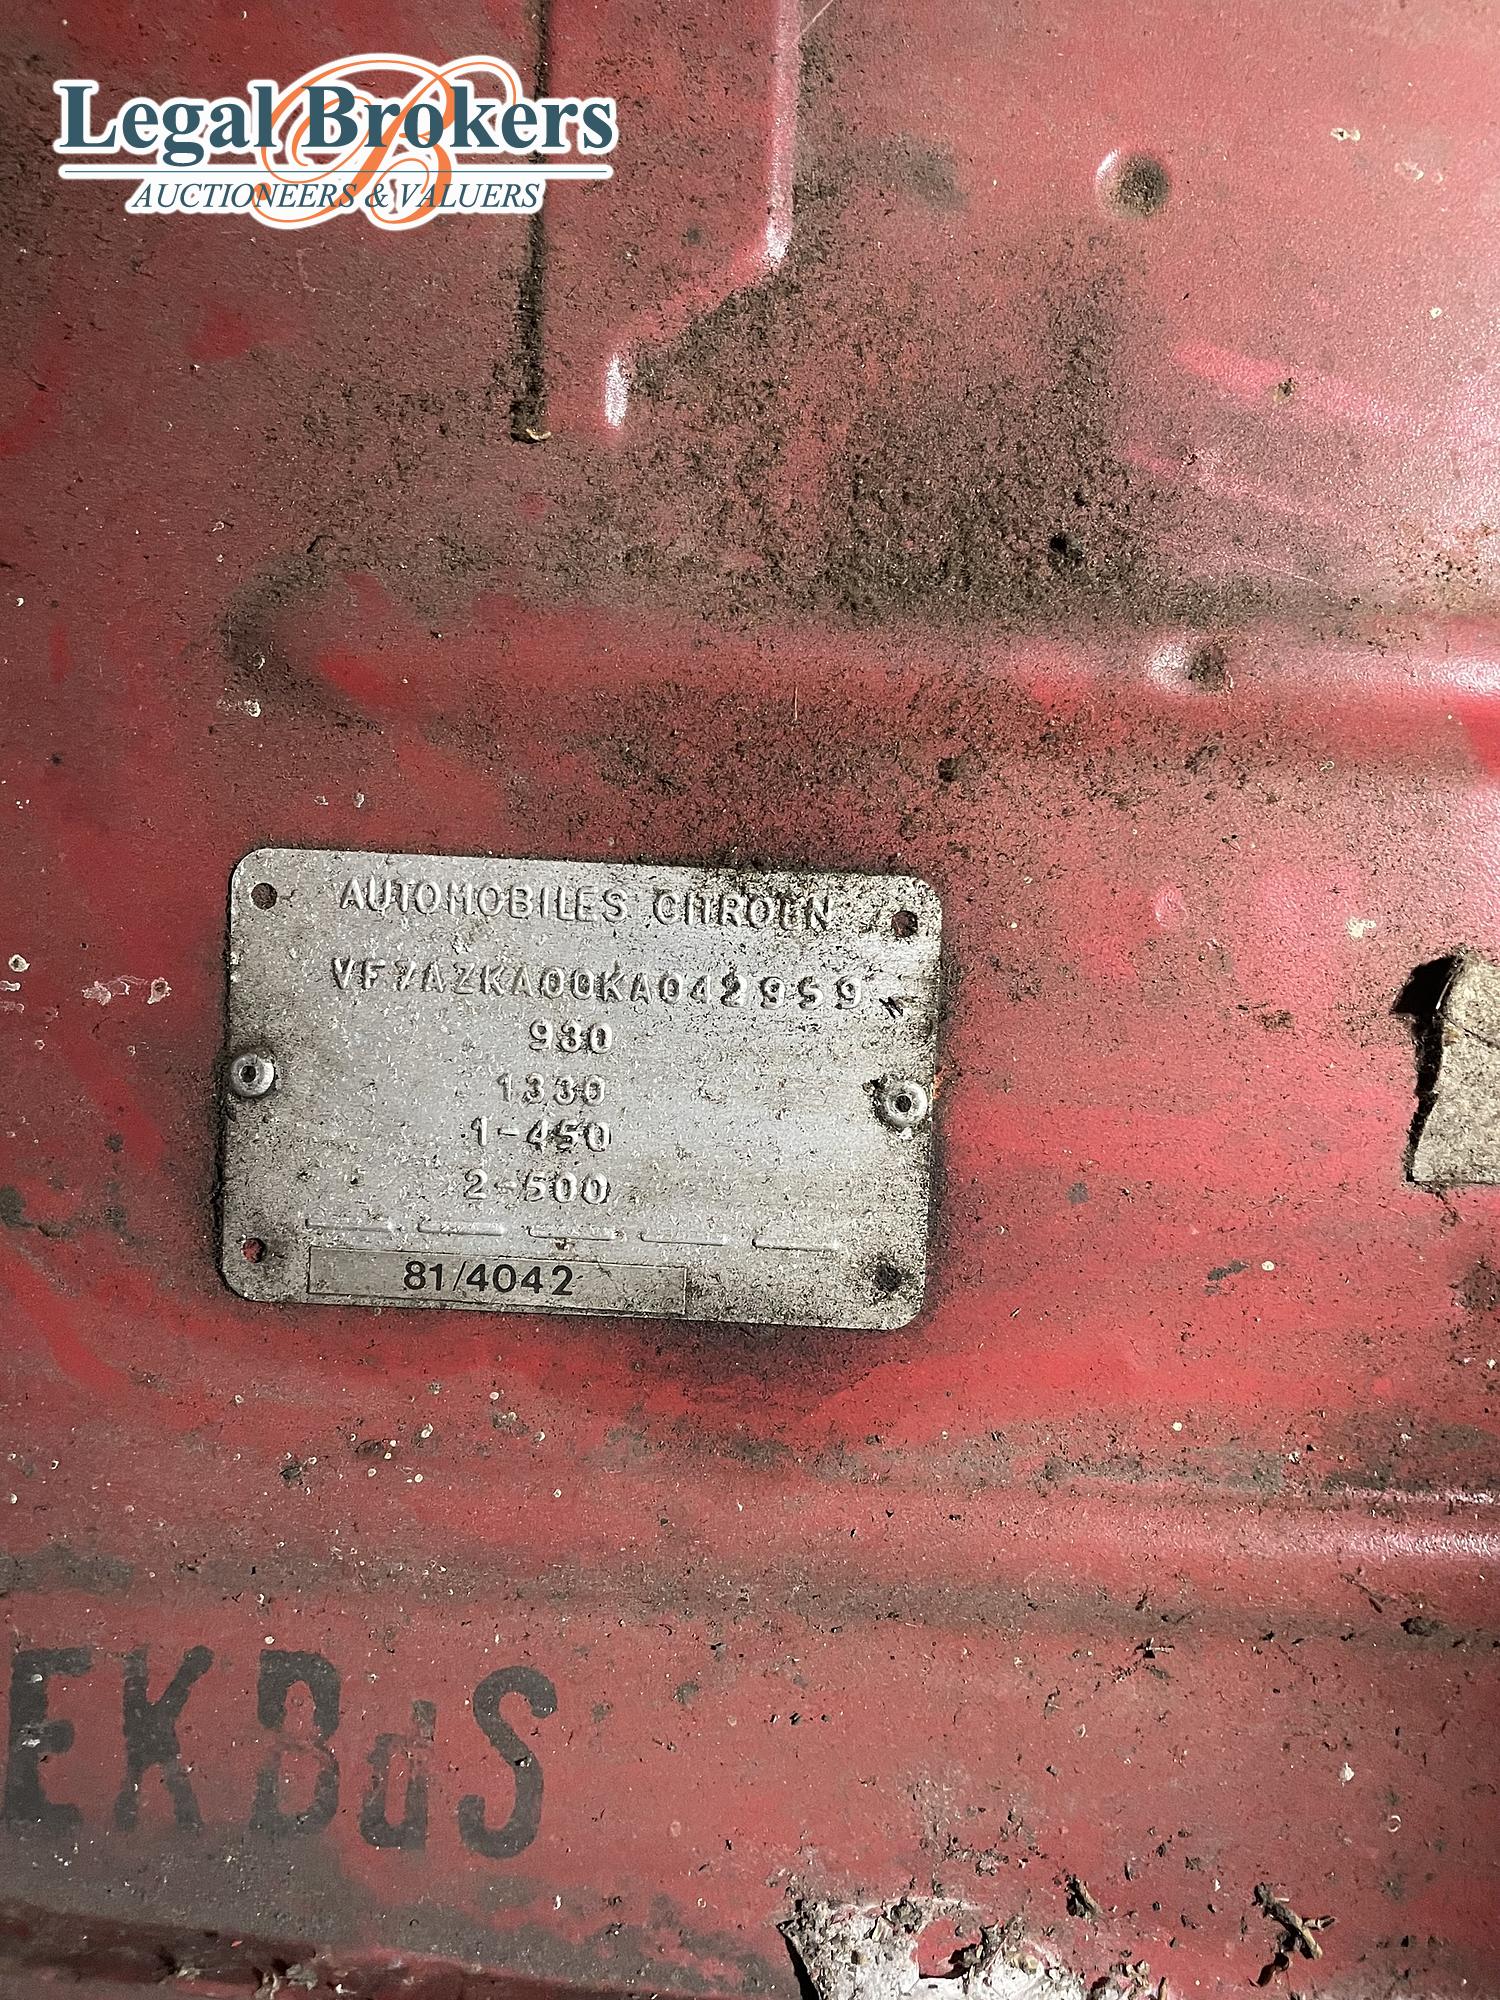 Legal Brokers
AUCTIONEERS & VALUERS
AUTOMOBILES CITROEN
VF7AZKA00KA042959
930
1330
1-450
2-500
81/4042
EKBdS